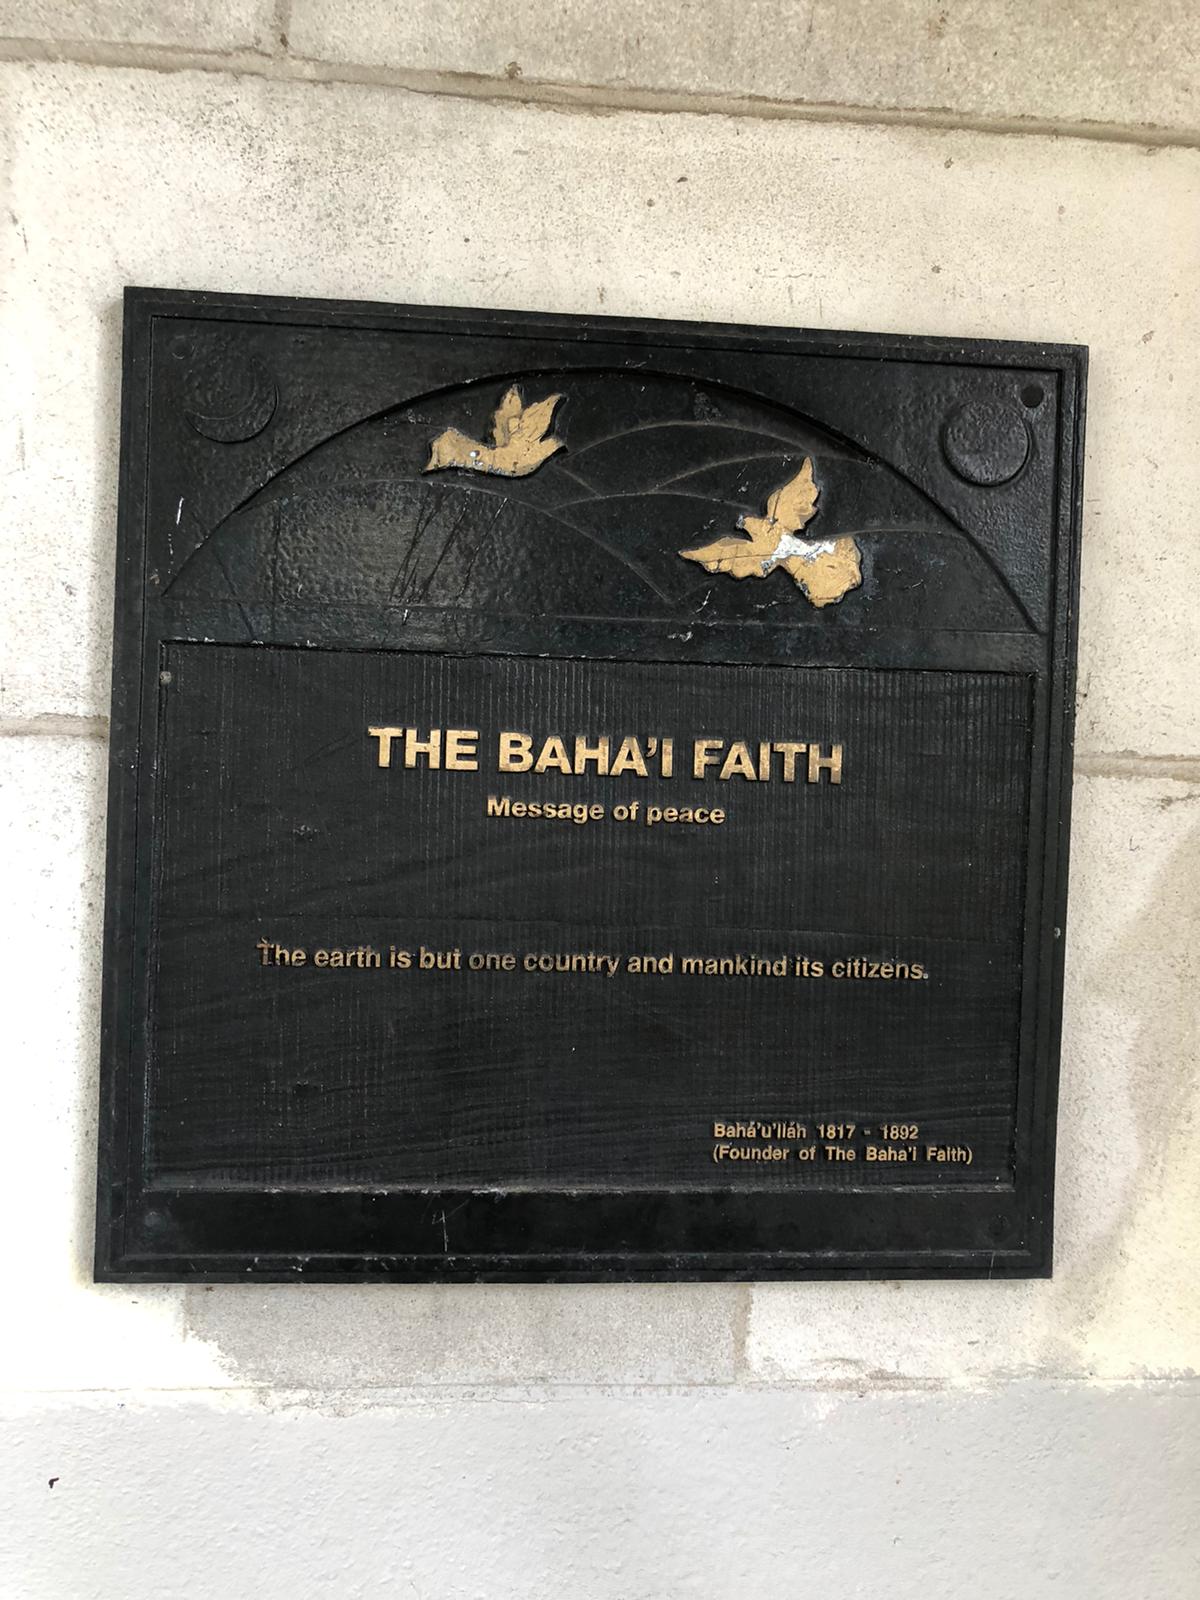 THE BAHA'I FAITH
Message of peace
The earth is but one country and mankind its citizens.
Bahá'u'lláh 1817 - 1892
(Founder of The Baha'i Faith)